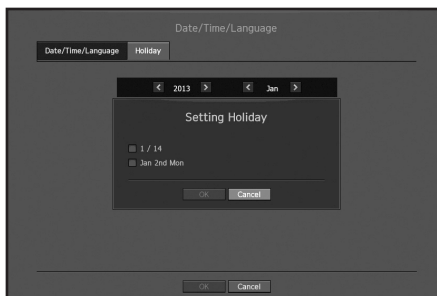 Date/Time/Language
Date/Time/Language Holiday
< 2013 > < Jan >
Setting Holiday
1 / 14
Jan 2nd Mon
OK Cancel
OK Cancel